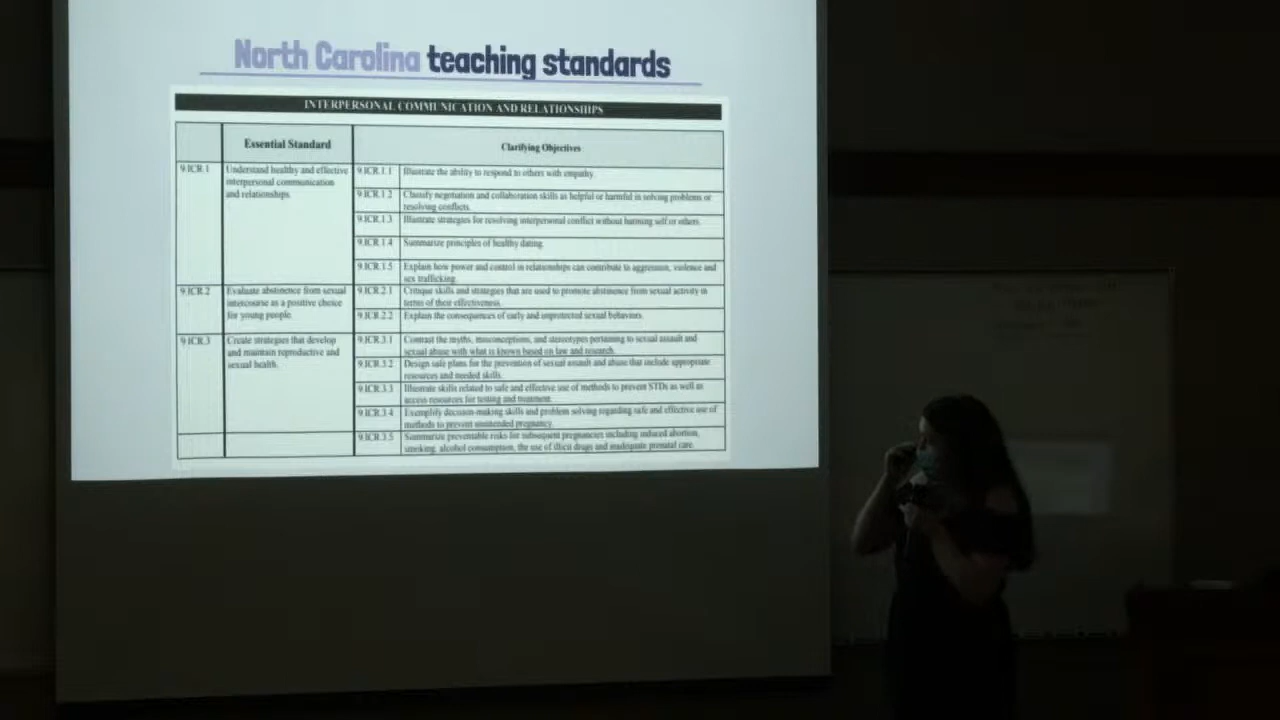 North Carolina teaching standards
INTERPERSONAL COMMUNICATION AND RELATIONSHIPS
Essential Standard
Clarifying Objectives
9.ICR.1
Understand healthy and effective
interpersonal communication
and relationships.
9.ICR.1.1 Illustrate the ability to respond to others with empathy.
9.ICR.1.2 Classify negotiation and collaboration skills as helpful or harmful in solving problems or
resolving conflicts.
9.ICR.1.3 Illustrate strategies for resolving interpersonal conflict without harming self or others.
9.ICR.1.4 Summarize principles of healthy dating.
9.ICR.1.5 Explain how power and control in relationships can contribute to aggression, violence and
sex trafficking.
9.ICR.2
Evaluate abstinence from sexual
intercourse as a positive choice
for young people.
9.ICR.2.1 Critique skills and strategies that are used to promote abstinence from sexual activity in
terms of their effectiveness.
9.ICR.2.2 Explain the consequences of early and unprotected sexual behaviors.
9.ICR.3
Create strategies that develop
and maintain reproductive and
sexual health.
9.ICR.3.1 Contrast the myths, misconceptions, and stereotypes pertaining to sexual assault and
sexual abuse with what is known based on law and research.
9.ICR.3.2 Design safe plans for the prevention of sexual assault and abuse that include appropriate
resources and needed skills.
9.ICR.3.3 Illustrate skills related to safe and effective use of methods to prevent STDs as well as
access resources for testing and treatment.
9.ICR.3.4 Exemplify decision-making skills and problem solving regarding safe and effective use of
methods to prevent unintended pregnancy.
9.ICR.3.5 Summarize preventable risks for subsequent pregnancies including induced abortion,
smoking, alcohol consumption, the use of illicit drugs and inadequate prenatal care.